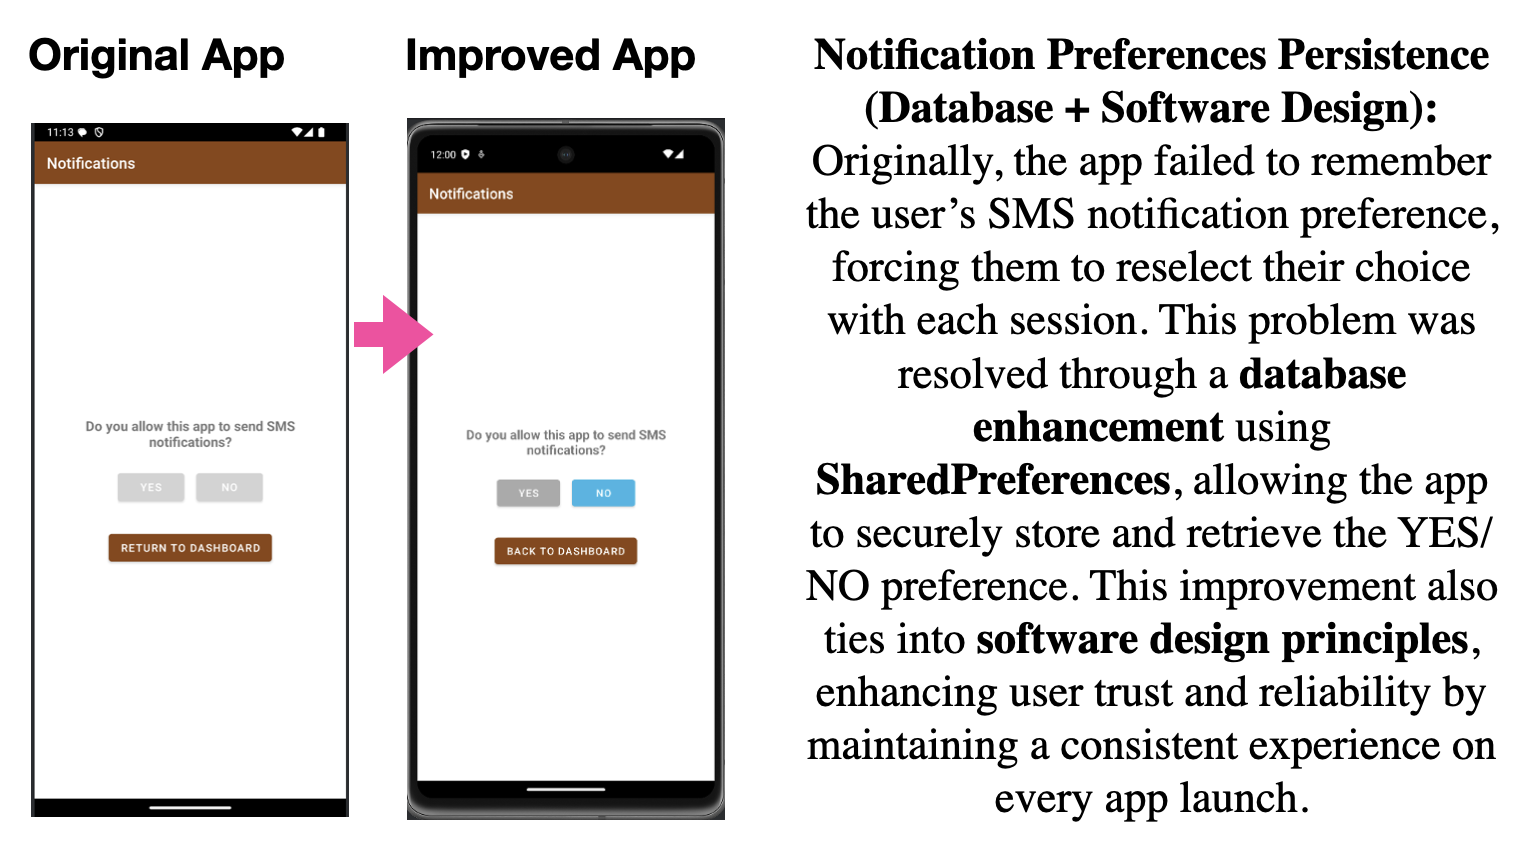 Original App
Improved App
11:13
Notifications
Do you allow this app to send SMS
notifications?
YES
NO
RETURN TO DASHBOARD
12:00
Notifications
Do you allow this app to send SMS
notifications?
YES
NO
BACK TO DASHBOARD
Notification Preferences Persistence
(Database + Software Design):
Originally, the app failed to remember
the user’s SMS notification preference,
forcing them to reselect their choice
with each session. This problem was
resolved through a database
enhancement using
SharedPreferences, allowing the app
to securely store and retrieve the YES/
NO preference. This improvement also
ties into software design principles,
enhancing user trust and reliability by
maintaining a consistent experience on
every app launch.